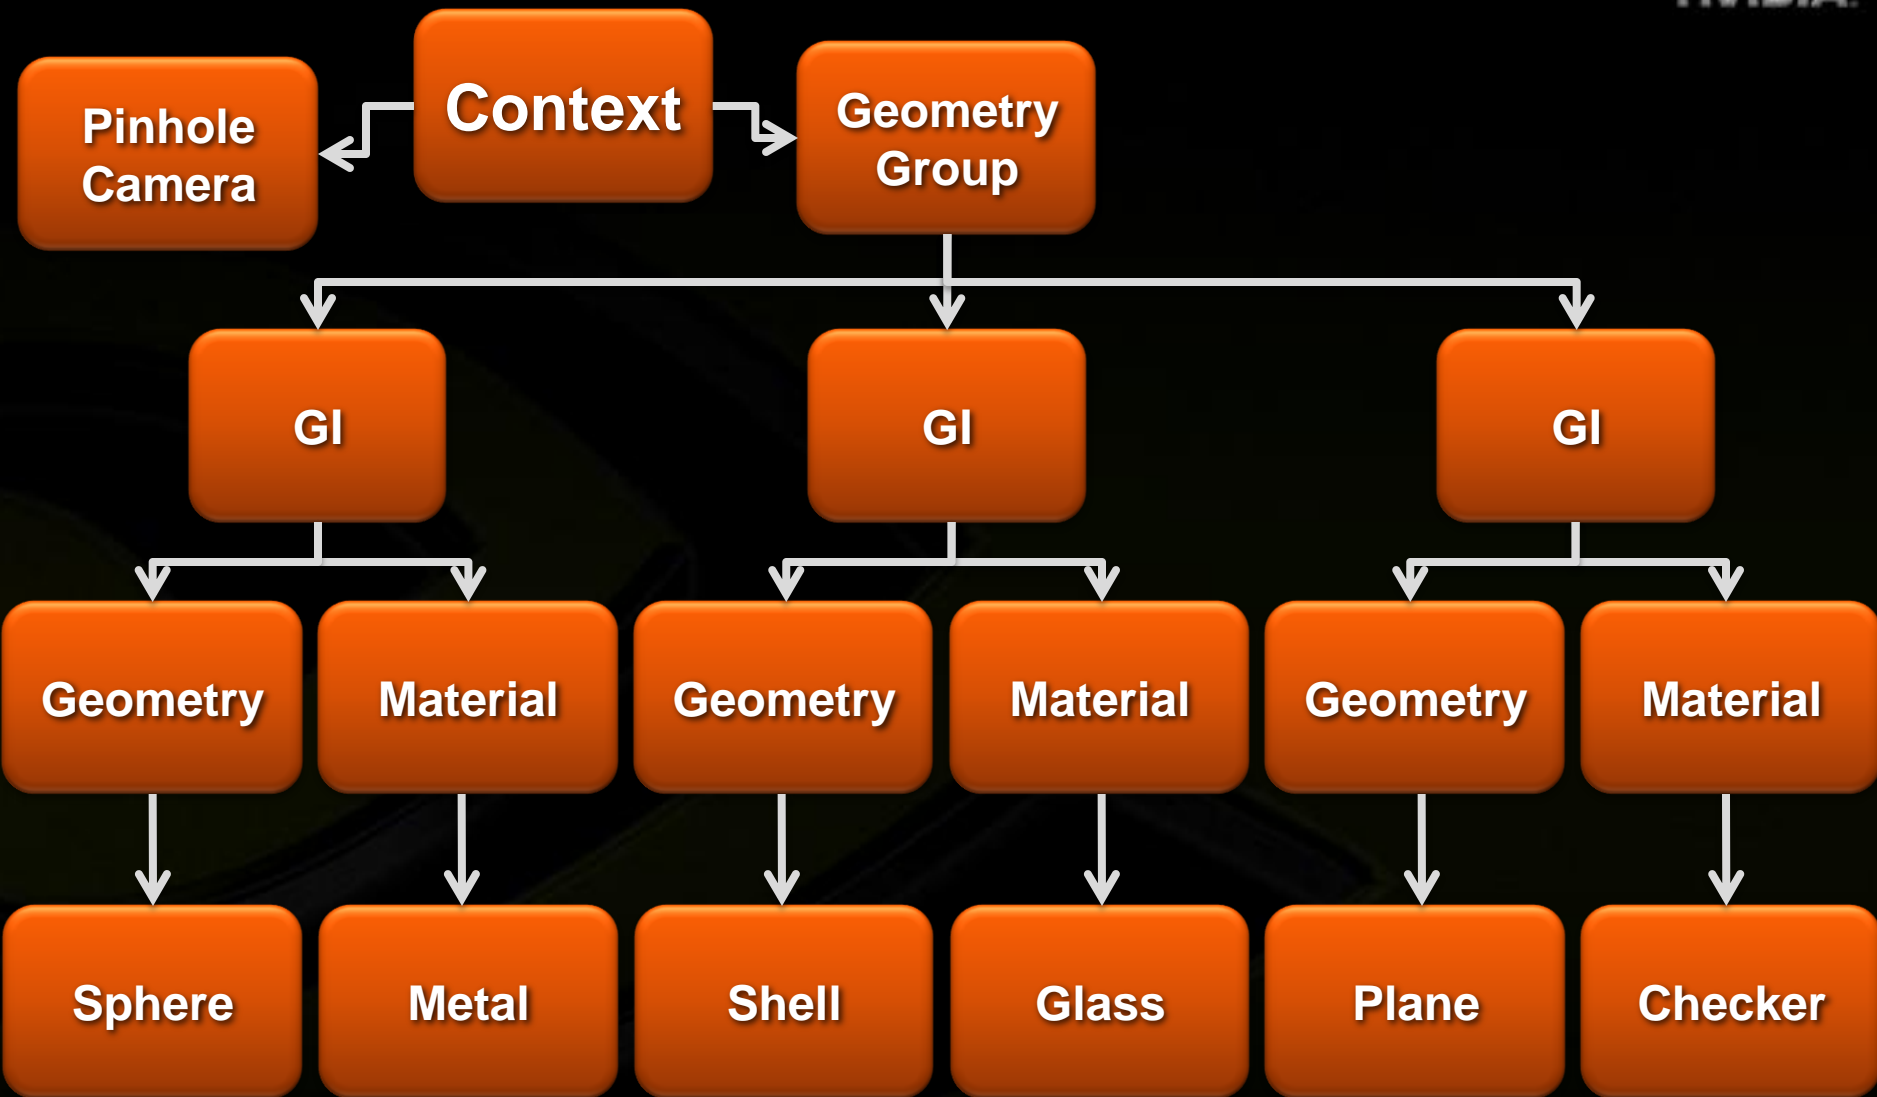 Context
Pinhole
Camera
Geometry
Group
GI
GI
GI
Geometry
Material
Geometry
Material
Geometry
Material
Sphere
Metal
Shell
Glass
Plane
Checker